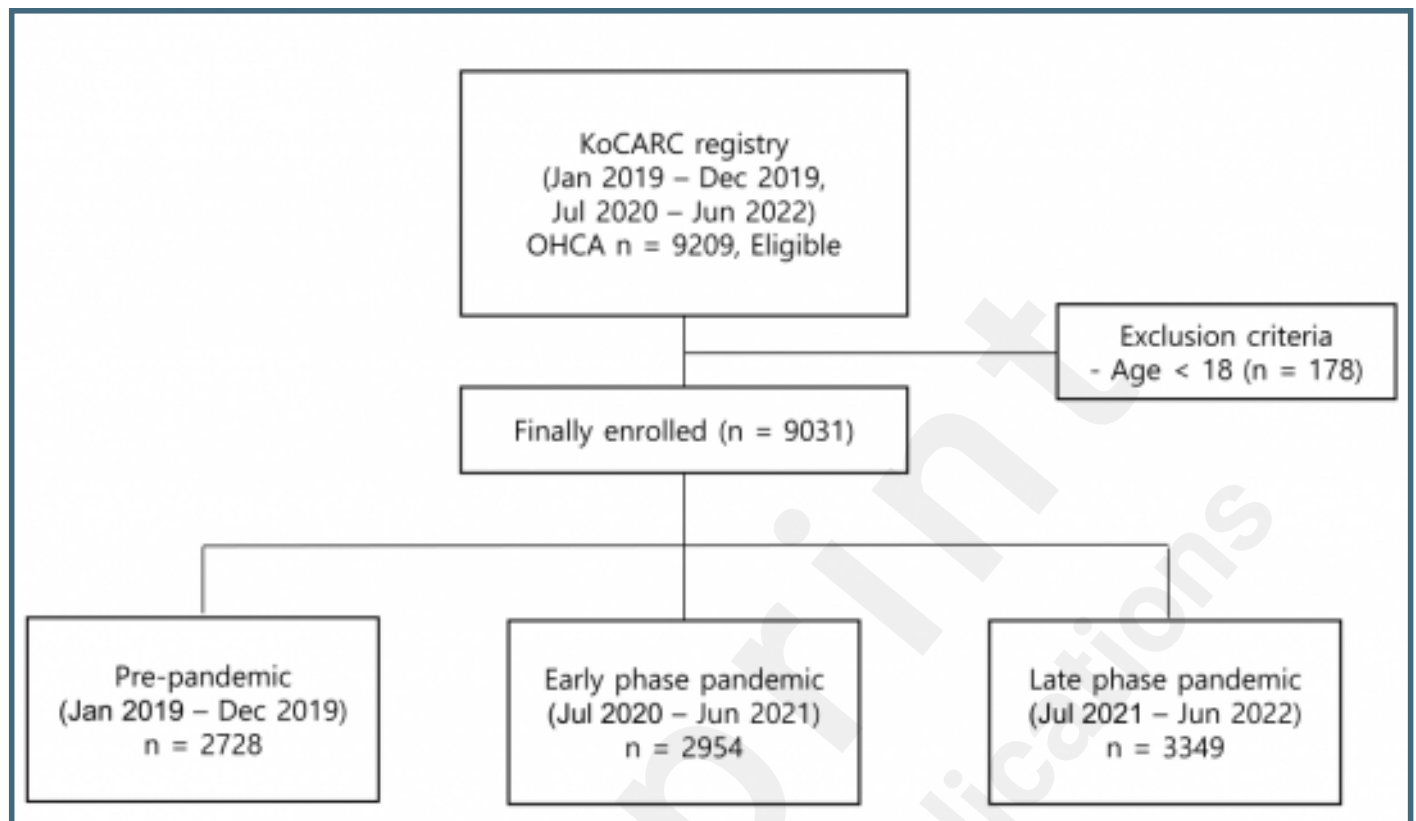 KoCARC registry
(Jan 2019 – Dec 2019,
Jul 2020 – Jun 2022)
OHCA n = 9209, Eligible
Exclusion criteria
- Age < 18 (n = 178)
Finally enrolled (n = 9031)
Pre-pandemic
(Jan 2019 – Dec 2019)
n = 2728
Early phase pandemic
(Jul 2020 – Jun 2021)
n = 2954
Late phase pandemic
(Jul 2021 – Jun 2022)
n = 3349
print
lications